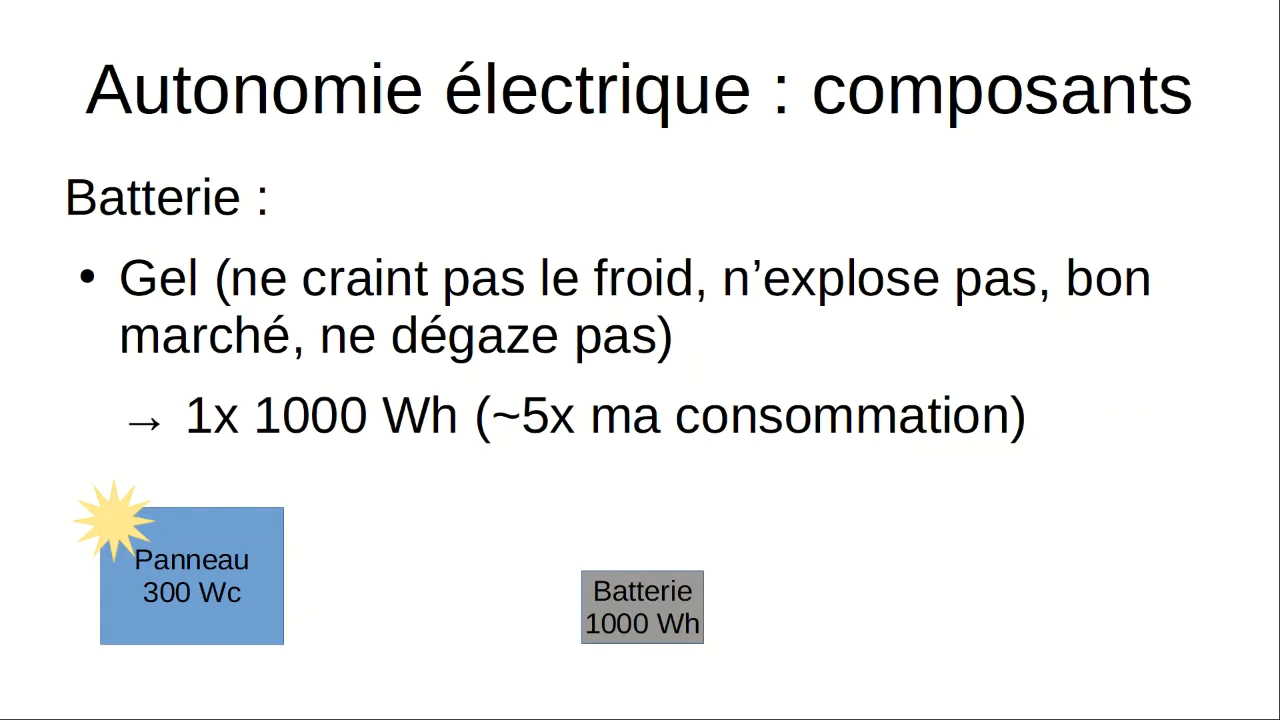 Autonomie électrique : composants
Batterie :
• Gel (ne craint pas le froid, n’explose pas, bon
marché, ne dégaze pas)
→ 1x 1000 Wh (~5x ma consommation)
Panneau
300 Wc
Batterie
1000 Wh